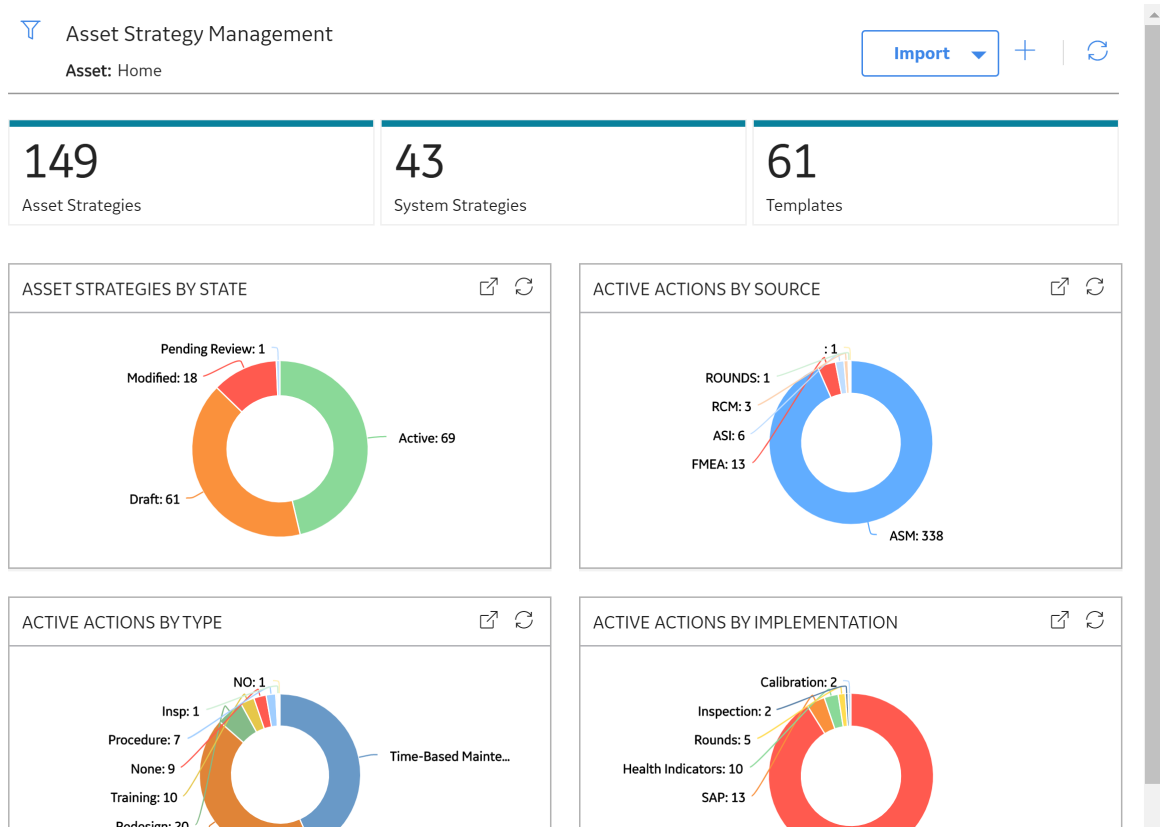 Asset Strategy Management
Asset: Home
Import
149
Asset Strategies
43
System Strategies
61
Templates
ASSET STRATEGIES BY STATE
Pending Review: 1
Modified: 18
Active: 69
Draft: 61
ACTIVE ACTIONS BY SOURCE
: 1
ROUNDS: 1
RCM: 3
ASI: 6
FMEA: 13
ASM: 338
ACTIVE ACTIONS BY TYPE
NO: 1
Insp: 1
Procedure: 7
Time-Based Mainte...
None: 9
Training: 10
Redesign: 20
ACTIVE ACTIONS BY IMPLEMENTATION
Calibration: 2
Inspection: 2
Rounds: 5
Health Indicators: 10
SAP: 13